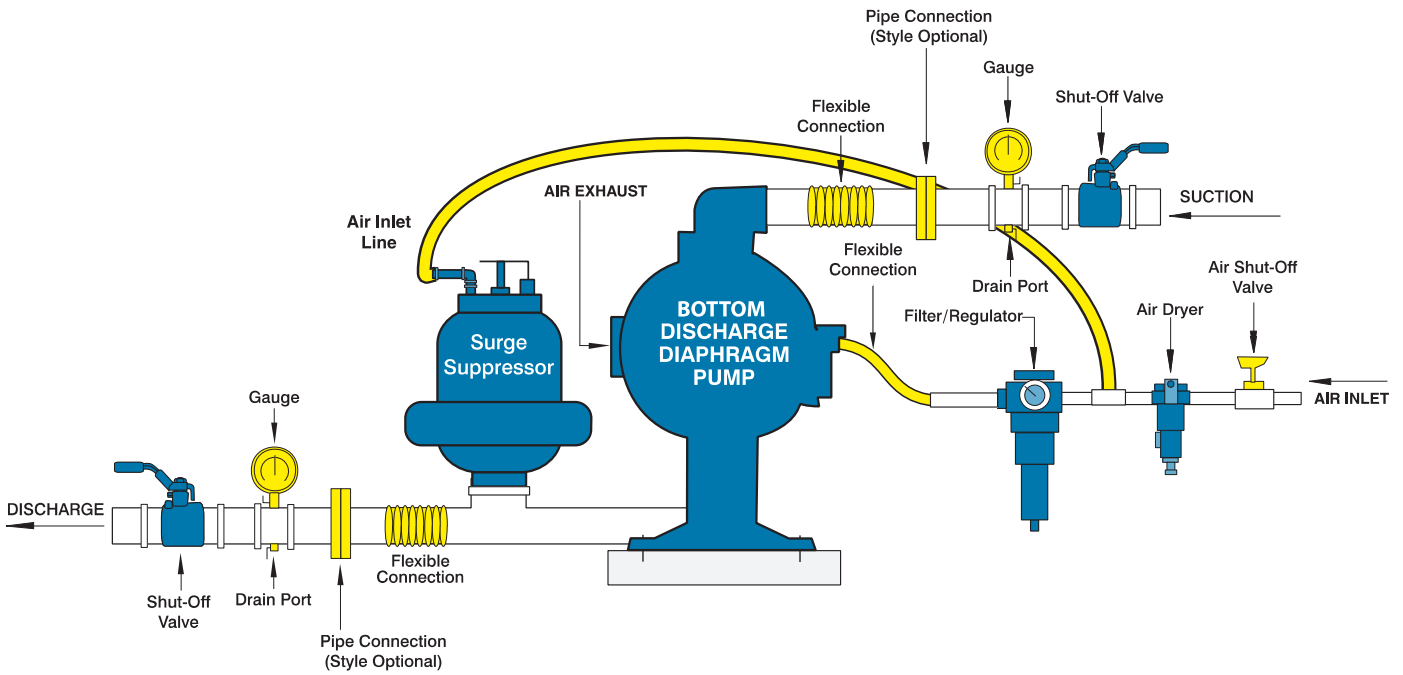 Pipe Connection
(Style Optional)
Gauge
Shut-Off Valve
Flexible
Connection
AIR EXHAUST
SUCTION
Air Inlet
Line
Flexible
Connection
Drain Port
Air Shut-Off
Valve
Air Dryer
Filter/Regulator
BOTTOM
DISCHARGE
DIAPHRAGM
PUMP
Surge
Suppressor
AIR INLET
Gauge
DISCHARGE
Flexible
Connection
Shut-Off
Valve
Drain Port
Pipe Connection
(Style Optional)